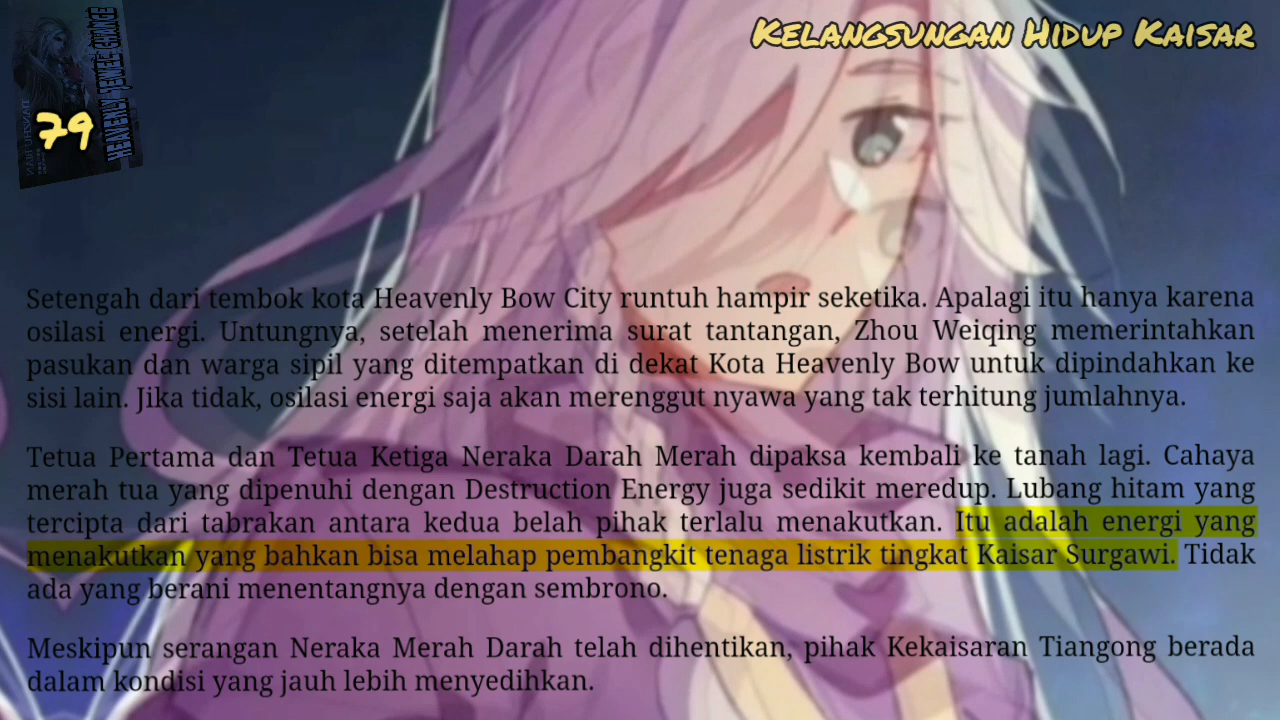 Kelangsungan Hidup Kaisar
HEAVENLY JEWEL CHANGE
79
Setengah dari tembok kota Heavenly Bow City runtuh hampir seketika. Apalagi itu hanya karena
osilasi energi. Untungnya, setelah menerima surat tantangan, Zhou Weiqing memerintahkan
pasukan dan warga sipil yang ditempatkan di dekat Kota Heavenly Bow untuk dipindahkan ke
sisi lain. Jika tidak, osilasi energi saja akan merenggut nyawa yang tak terhitung jumlahnya.
Tetua Pertama dan Tetua Ketiga Neraka Darah Merah dipaksa kembali ke tanah lagi. Cahaya
merah tua yang dipenuhi dengan Destruction Energy juga sedikit meredup. Lubang hitam yang
tercipta dari tabrakan antara kedua belah pihak terlalu menakutkan. Itu adalah energi yang
menakutkan yang bahkan bisa melahap pembangkit tenaga listrik tingkat Kaisar Surgawi. Tidak
ada yang berani menentangnya dengan sembrono.
Meskipun serangan Neraka Merah Darah telah dihentikan, pihak Kekaisaran Tiangong berada
dalam kondisi yang jauh lebih menyedihkan.